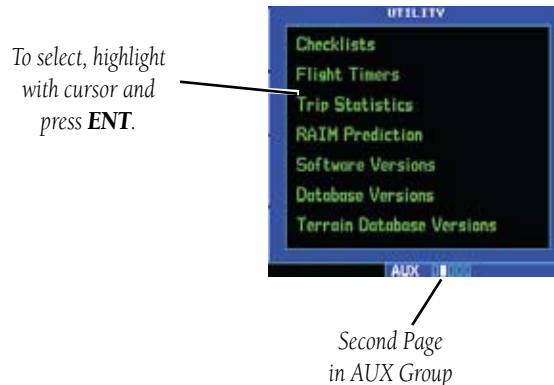 UTILITY
To select, highlight
with cursor and
press ENT.
Checklists
Flight Timers
Trip Statistics
RAIM Prediction
Software Versions
Database Versions
Terrain Database Versions
AUX
Second Page
in AUX Group